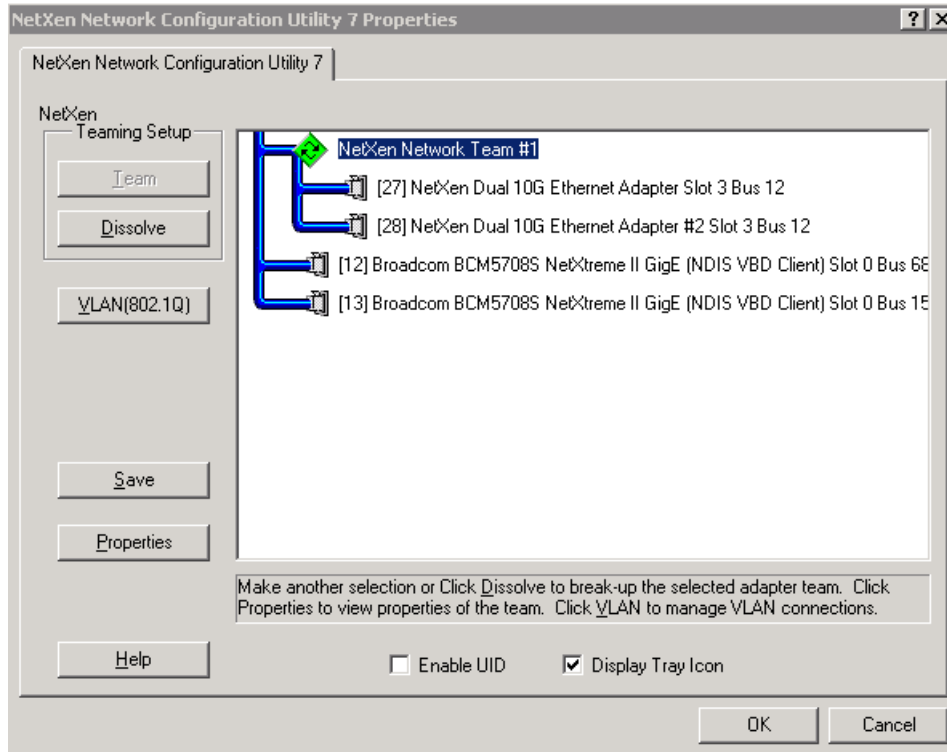 NetXen Network Configuration Utility 7 Properties
NetXen Network Configuration Utility 7
NetXen
Teaming Setup
Team
Dissolve
VLAN(802.1Q)
Save
Properties
Help
NetXen Network Team #1
[27] NetXen Dual 10G Ethernet Adapter Slot 3 Bus 12
[28] NetXen Dual 10G Ethernet Adapter #2 Slot 3 Bus 12
[12] Broadcom BCM5708S NetXtreme II GigE (NDIS VBD Client) Slot 0 Bus 68
[13] Broadcom BCM5708S NetXtreme II GigE (NDIS VBD Client) Slot 0 Bus 15
Make another selection or Click Dissolve to break-up the selected adapter team. Click
Properties to view properties of the team. Click VLAN to manage VLAN connections.
Enable UID
Display Tray Icon
OK
Cancel